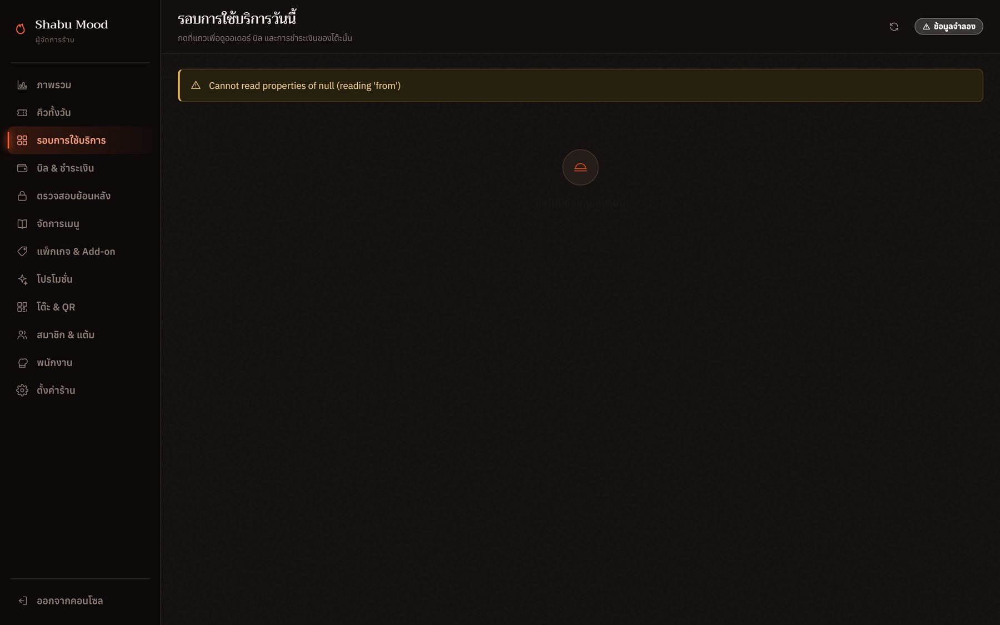 Shabu Mood
ผู้จัดการร้าน
ภาพรวม
คิวทั้งวัน
รอบการใช้บริการ
บิล & ชำระเงิน
ตรวจสอบย้อนหลัง
จัดการเมนู
แพ็กเกจ & Add-on
โปรโมชั่น
โต๊ะ & QR
สมาชิก & แต้ม
พนักงาน
ตั้งค่าร้าน
ออกจากคอนโซล
รอบการใช้บริการวันนี้
กดที่แถวเพื่อดูออเดอร์ บิล และการชำระเงินของโต๊ะนั้น
ข้อมูลจำลอง
Cannot read properties of null (reading 'from')
ยังไม่มีข้อมูลของวันนี้